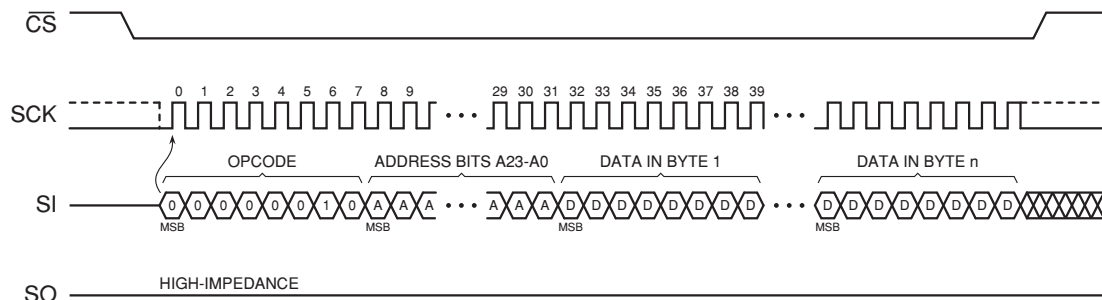 CS
0 1 2 3 4 5 6 7 8 9 29 30 31 32 33 34 35 36 37 38 39
SCK
OPCODE ADDRESS BITS A23-A0 DATA IN BYTE 1 DATA IN BYTE n
SI 0 0 0 0 0 0 1 0 A A A A A A D D D D D D D D D D D D D D D D
MSB MSB MSB MSB
HIGH-IMPEDANCE
SO